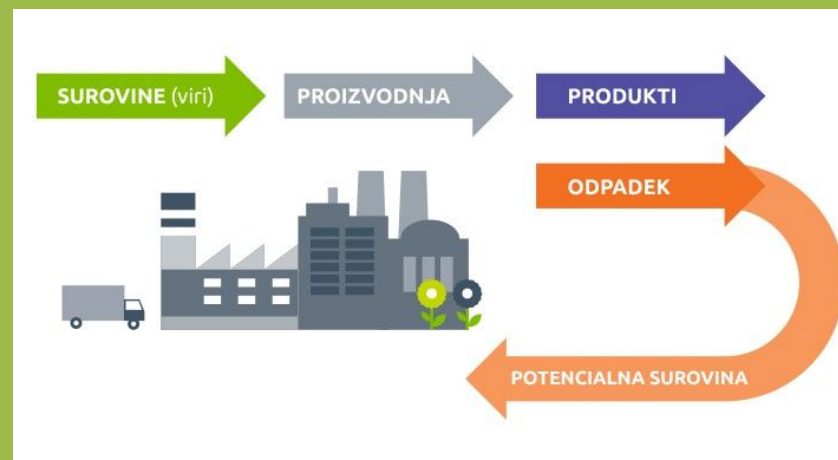 SUROVINE (viri)
PROIZVODNJA
PRODUKTI
ODPADEK
POTENCIALNA SUROVINA